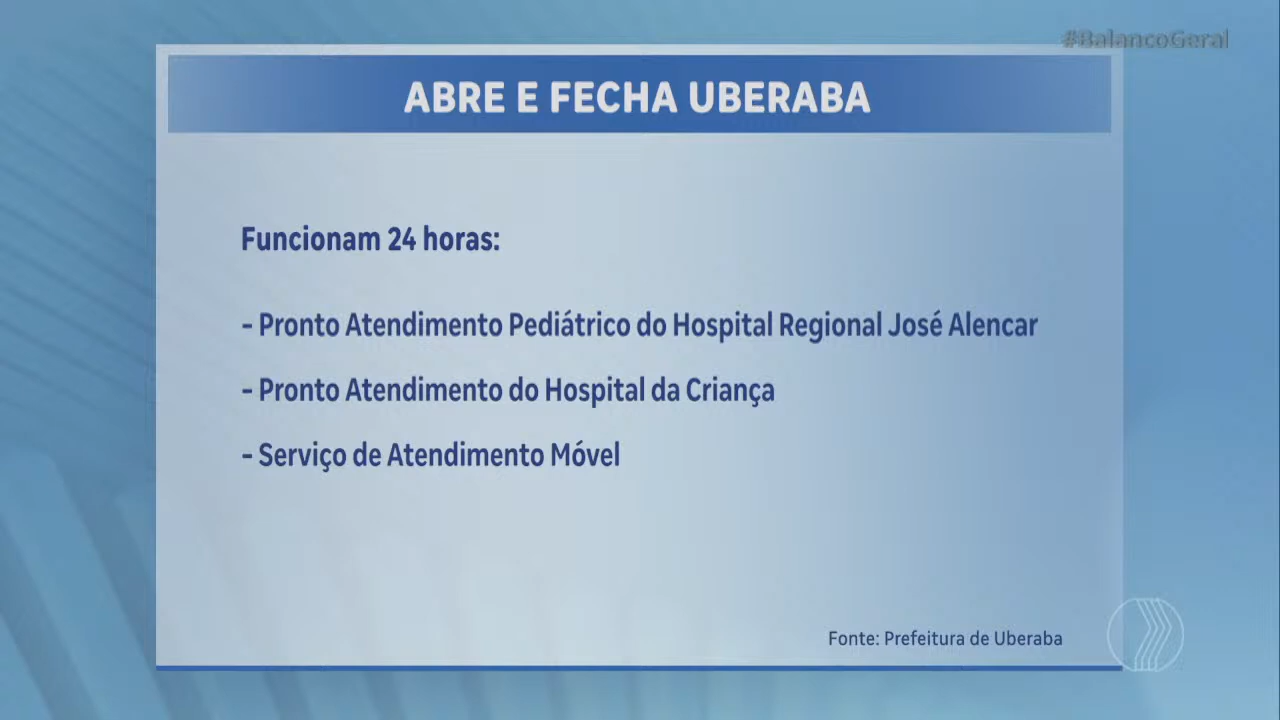 #BalancoGeral
ABRE E FECHA UBERABA
Funcionam 24 horas:
- Pronto Atendimento Pediátrico do Hospital Regional José Alencar
- Pronto Atendimento do Hospital da Criança
- Serviço de Atendimento Móvel
Fonte: Prefeitura de Uberaba